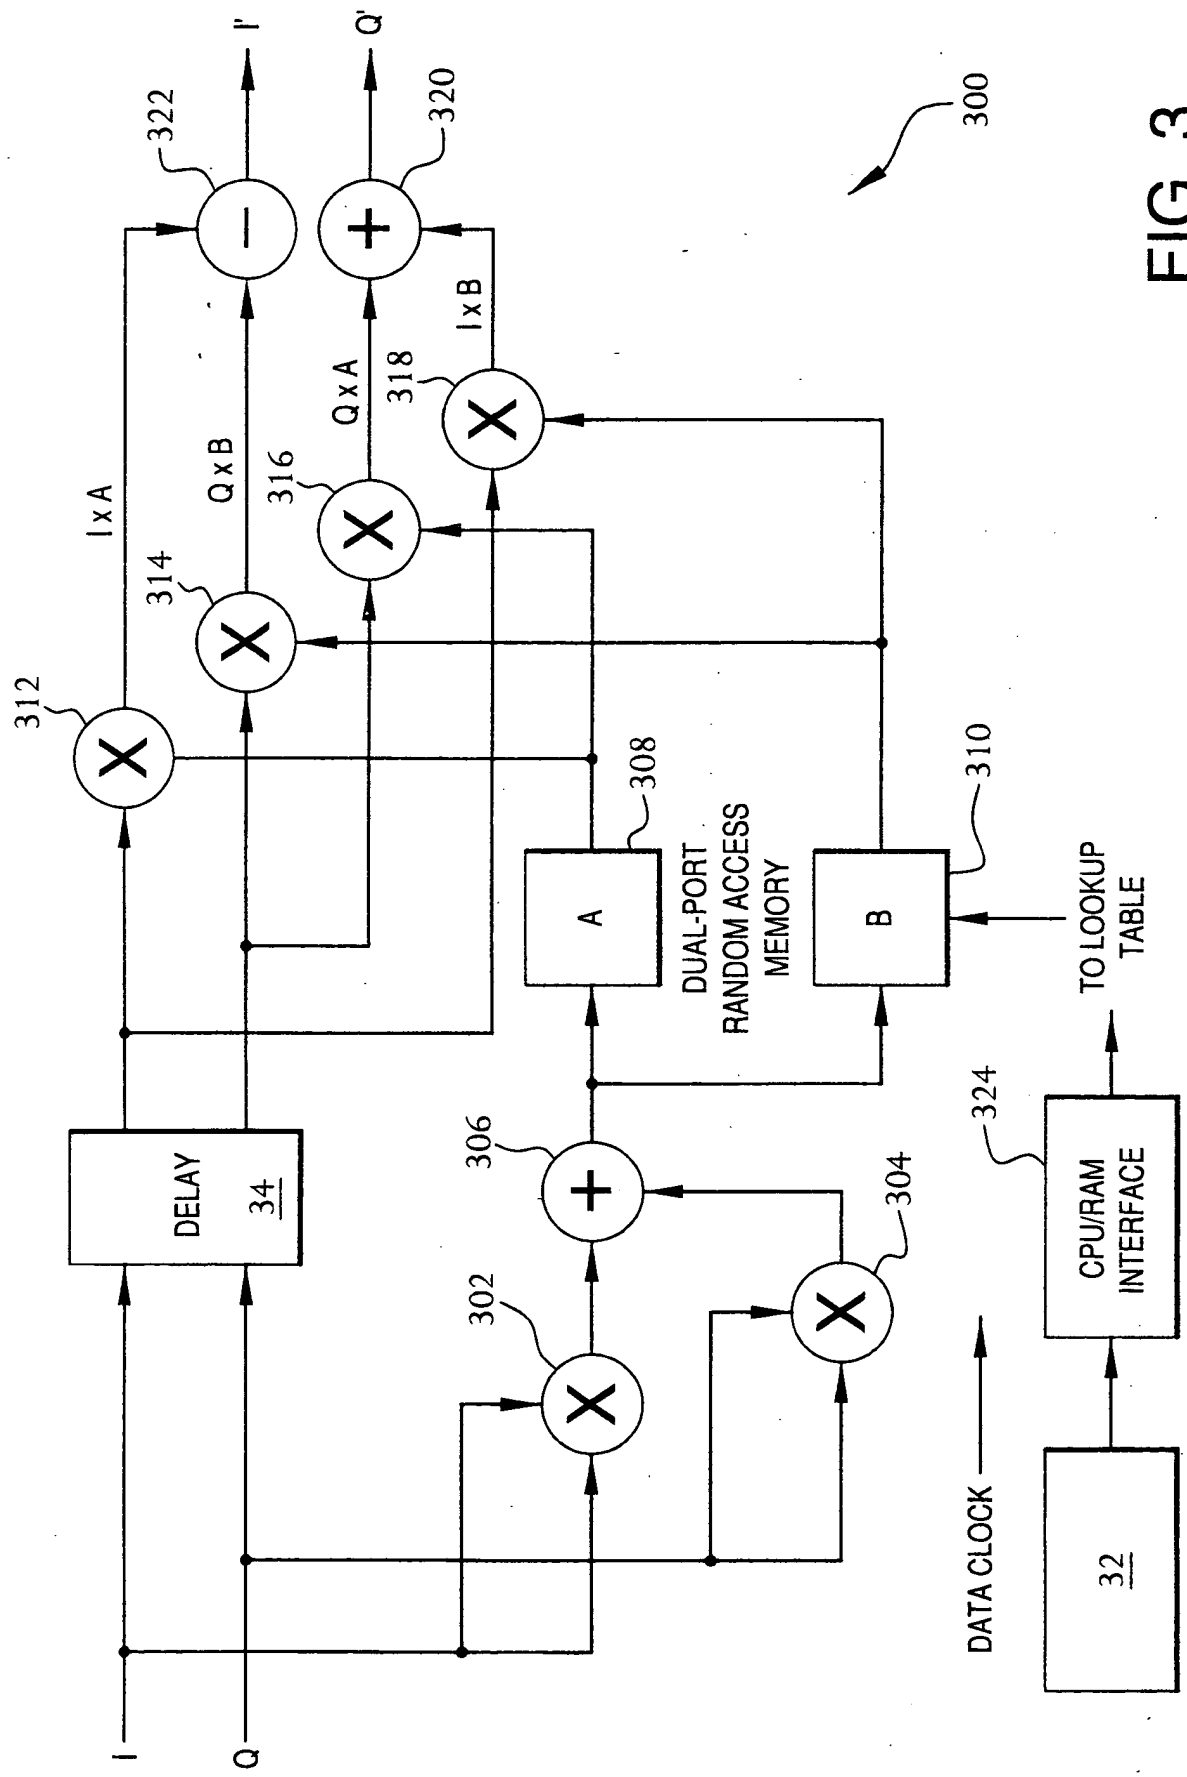 I
Q
DELAY
34
312
I x A
314
Q x B
316
Q x A
318
I x B
322
I'
320
Q'
X
X
X
X
−
+
302
X
304
X
306
+
A
308
DUAL-PORT
RANDOM ACCESS
MEMORY
B
310
TO LOOKUP
TABLE
DATA CLOCK
32
CPU/RAM
INTERFACE
324
300
FIG. 3